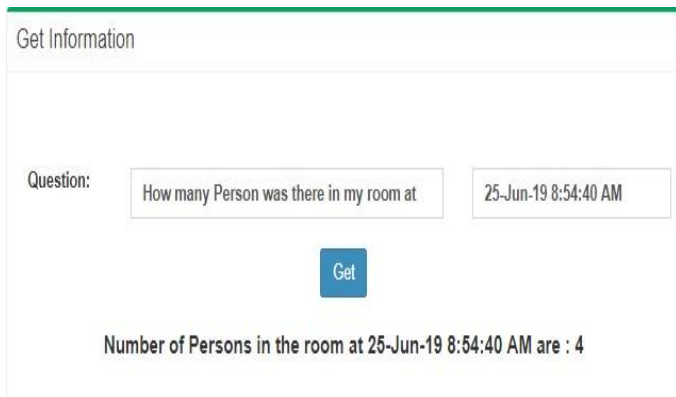 Get Information
Question: How many Person was there in my room at 25-Jun-19 8:54:40 AM
Get
Number of Persons in the room at 25-Jun-19 8:54:40 AM are : 4